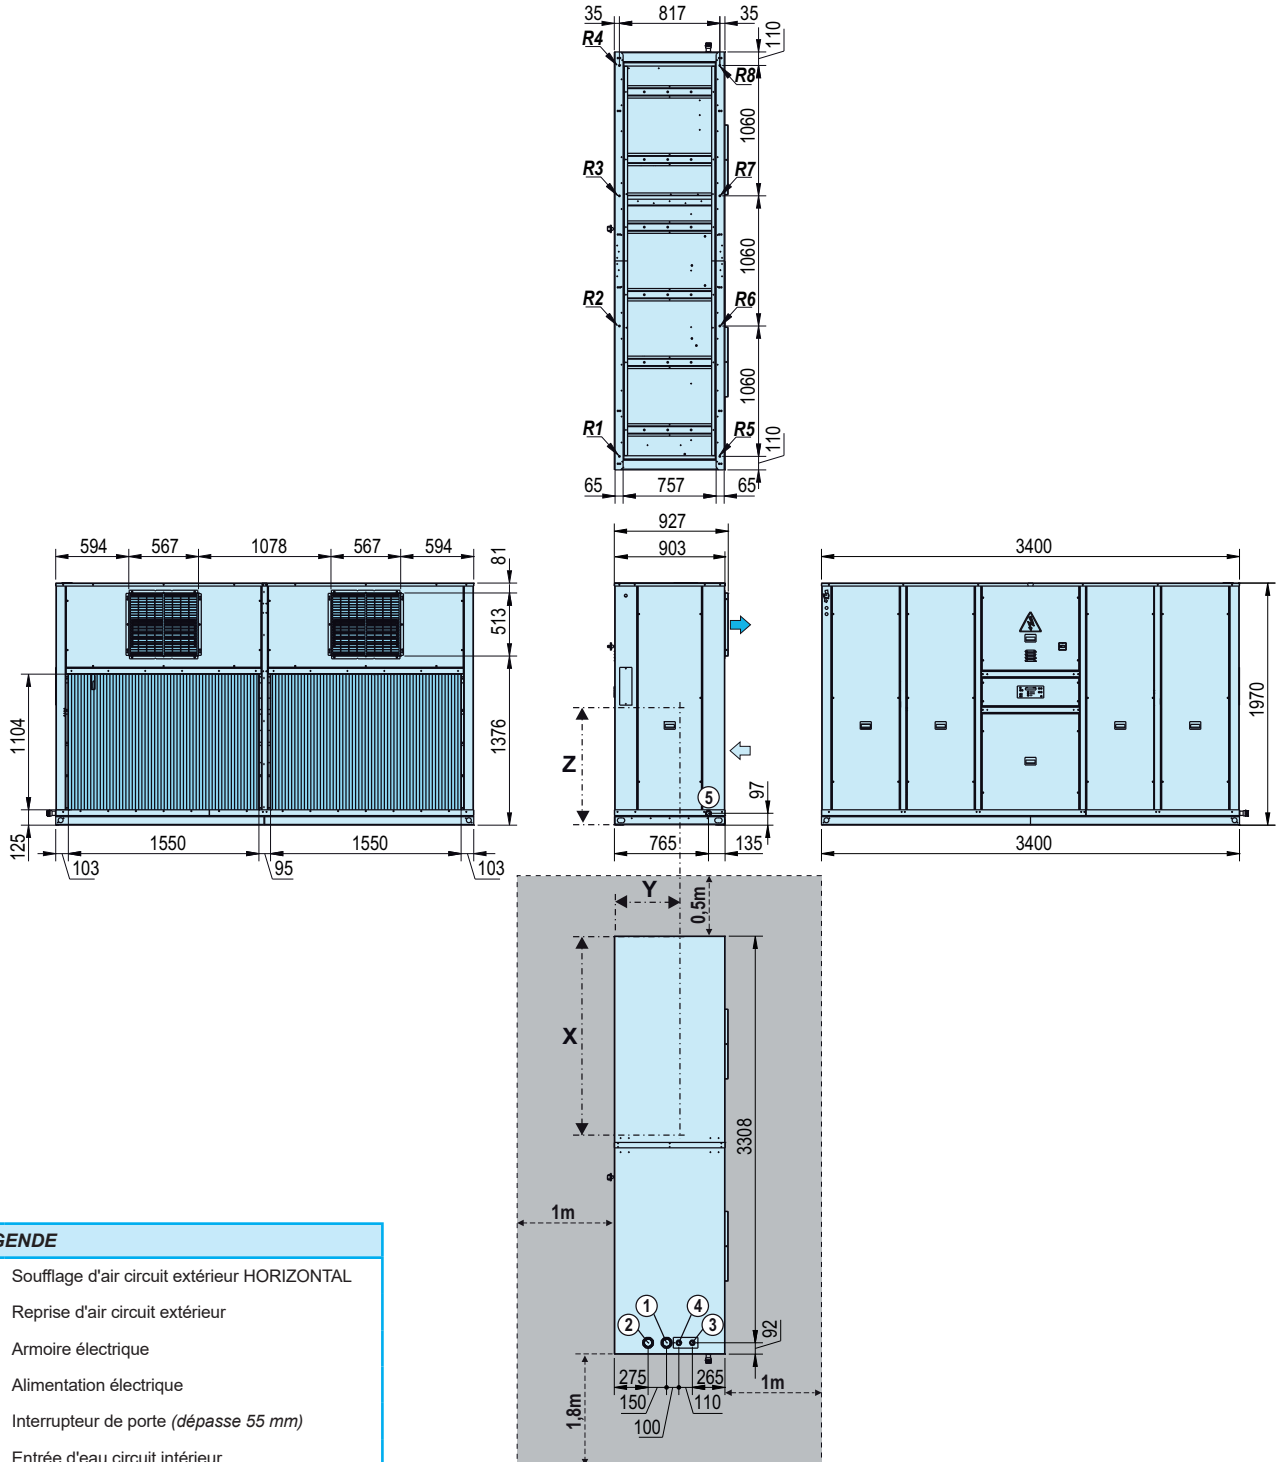 35 817 35
110
R4
R8
1060
R3
R7
1060
R2
R6
1060
R1
R5
110
65 757 65
927
903
594 567 1078 567 594
81
513
1376
1104
125
103
1550
95
1550
103
Z
5
97
765 135
3400
1970
3400
Y
0,5m
X
3308
1m
1
4
2
3
92
275
265
150
110
100
1m
1,8m
GENDE
Soufflage d'air circuit extérieur HORIZONTAL
Reprise d'air circuit extérieur
Armoire électrique
Alimentation électrique
Interrupteur de porte (dépasse 55 mm)
Entrée d'eau circuit intérieur